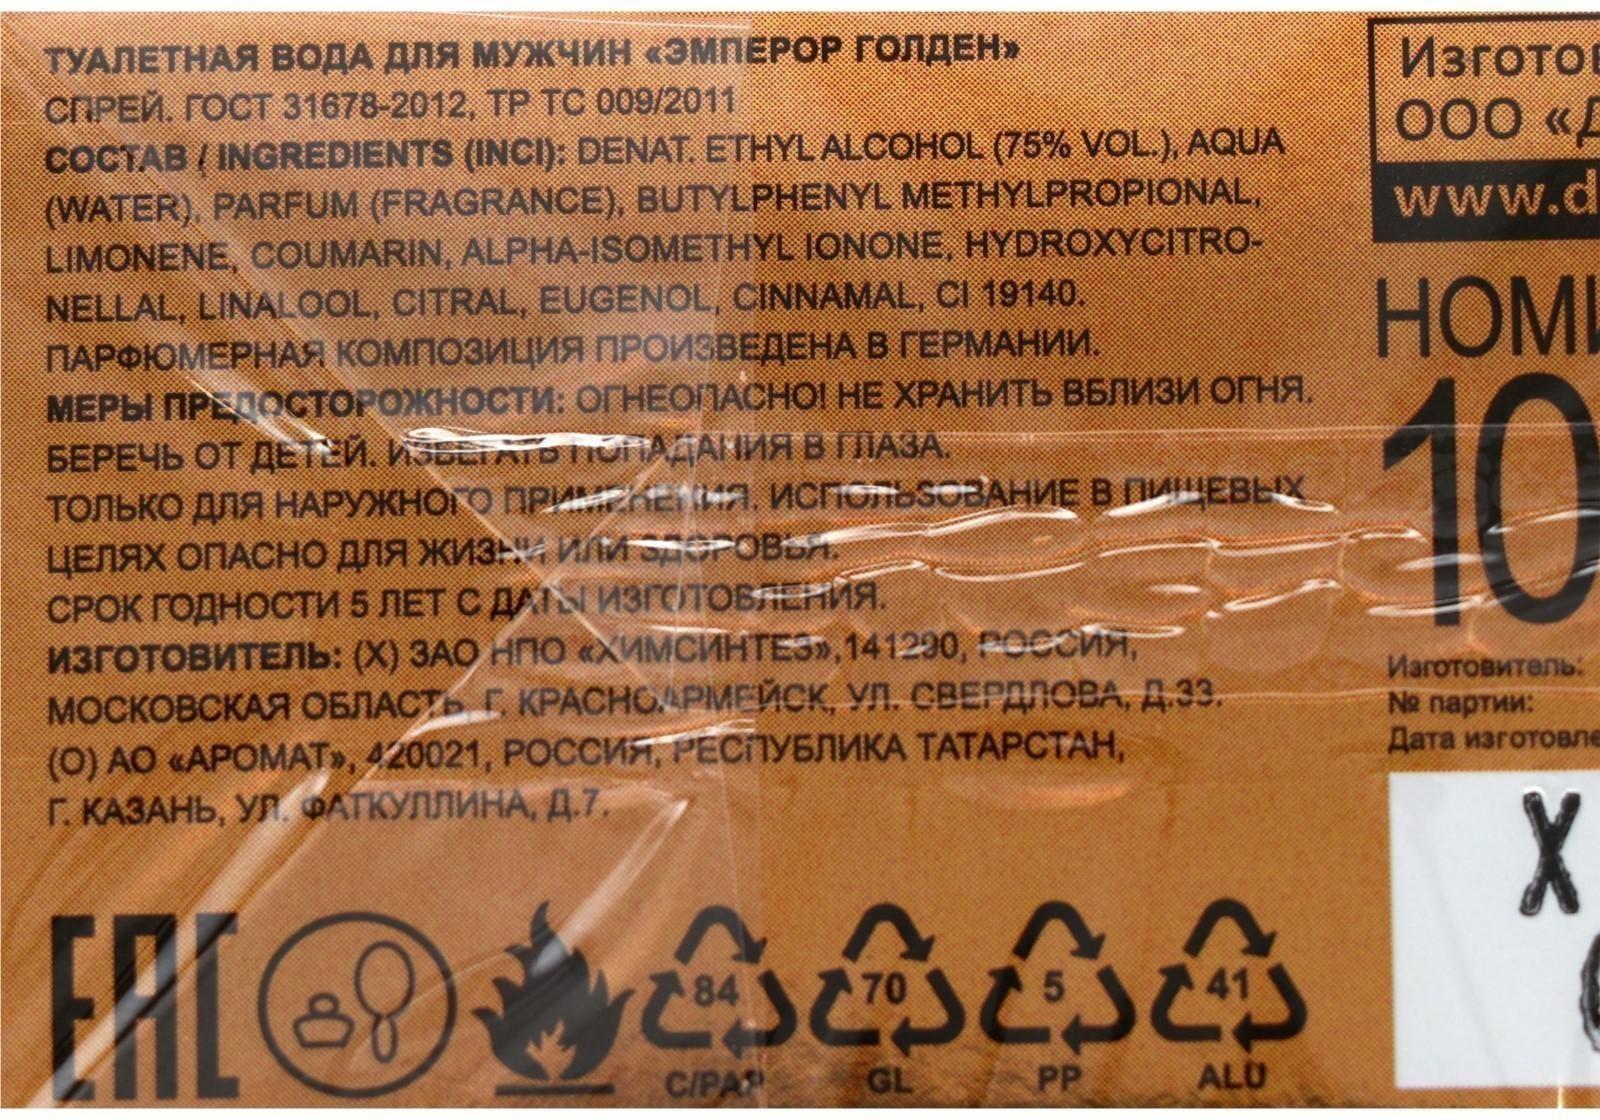 ТУАЛЕТНАЯ ВОДА ДЛЯ МУЖЧИН «ЭМПЕРОР ГОЛДЕН»
СПРЕЙ. ГОСТ 31678-2012, ТР ТС 009/2011
СОСТАВ / INGREDIENTS (INCI): DENAT. ETHYL ALCOHOL (75% VOL.), AQUA
(WATER), PARFUM (FRAGRANCE), BUTYLPHENYL METHYLPROPIONAL,
LIMONENE, COUMARIN, ALPHA-ISOMETHYL IONONE, HYDROXYCITRO-
NELLAL, LINALOOL, CITRAL, EUGENOL, CINNAMAL, CI 19140.
ПАРФЮМЕРНАЯ КОМПОЗИЦИЯ ПРОИЗВЕДЕНА В ГЕРМАНИИ.
МЕРЫ ПРЕДОСТОРОЖНОСТИ: ОГНЕОПАСНО! НЕ ХРАНИТЬ ВБЛИЗИ ОГНЯ.
БЕРЕЧЬ ОТ ДЕТЕЙ. ИЗБЕГАТЬ ПОПАДАНИЯ В ГЛАЗА.
ТОЛЬКО ДЛЯ НАРУЖНОГО ПРИМЕНЕНИЯ. ИСПОЛЬЗОВАНИЕ В ПИЩЕВЫХ
ЦЕЛЯХ ОПАСНО ДЛЯ ЖИЗНИ ИЛИ ЗДОРОВЬЯ.
СРОК ГОДНОСТИ 5 ЛЕТ С ДАТЫ ИЗГОТОВЛЕНИЯ.
ИЗГОТОВИТЕЛЬ: (Х) ЗАО НПО «ХИМСИНТЕЗ»,141290, РОССИЯ,
МОСКОВСКАЯ ОБЛАСТЬ, Г. КРАСНОАРМЕЙСК, УЛ. СВЕРДЛОВА, Д.33.
(О) АО «АРОМАТ», 420021, РОССИЯ, РЕСПУБЛИКА ТАТАРСТАН,
Г. КАЗАНЬ, УЛ. ФАТКУЛЛИНА, Д.7.
EAC
84 70 5 41
C/PAP GL PP ALU
Изготов
ООО «Д
www.d
НОМИ
10
Изготовитель:
№ партии:
Дата изготовле
X